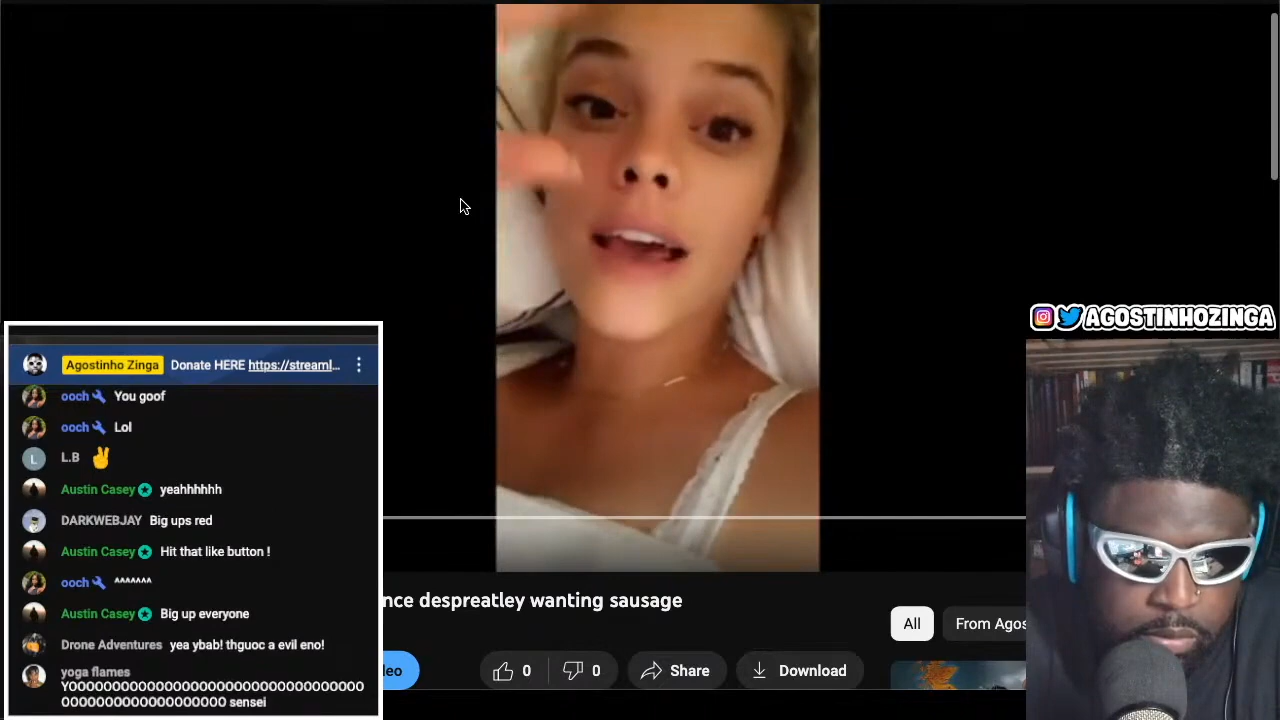 Agostinho Zinga Donate HERE https://streaml...
ooch You goof
ooch Lol
L
L.B ✌
Austin Casey yeahhhhhh
DARKWEBJAY Big ups red
Austin Casey Hit that like button !
ooch ^^^^^^^
Austin Casey Big up everyone
Drone Adventures yea ybab! thguoc a evil eno!
yoga flames
sensei
AGOSTINHOZINGA
nce despreatley wanting sausage
All
From Agos
eo
0
0
Share
Download